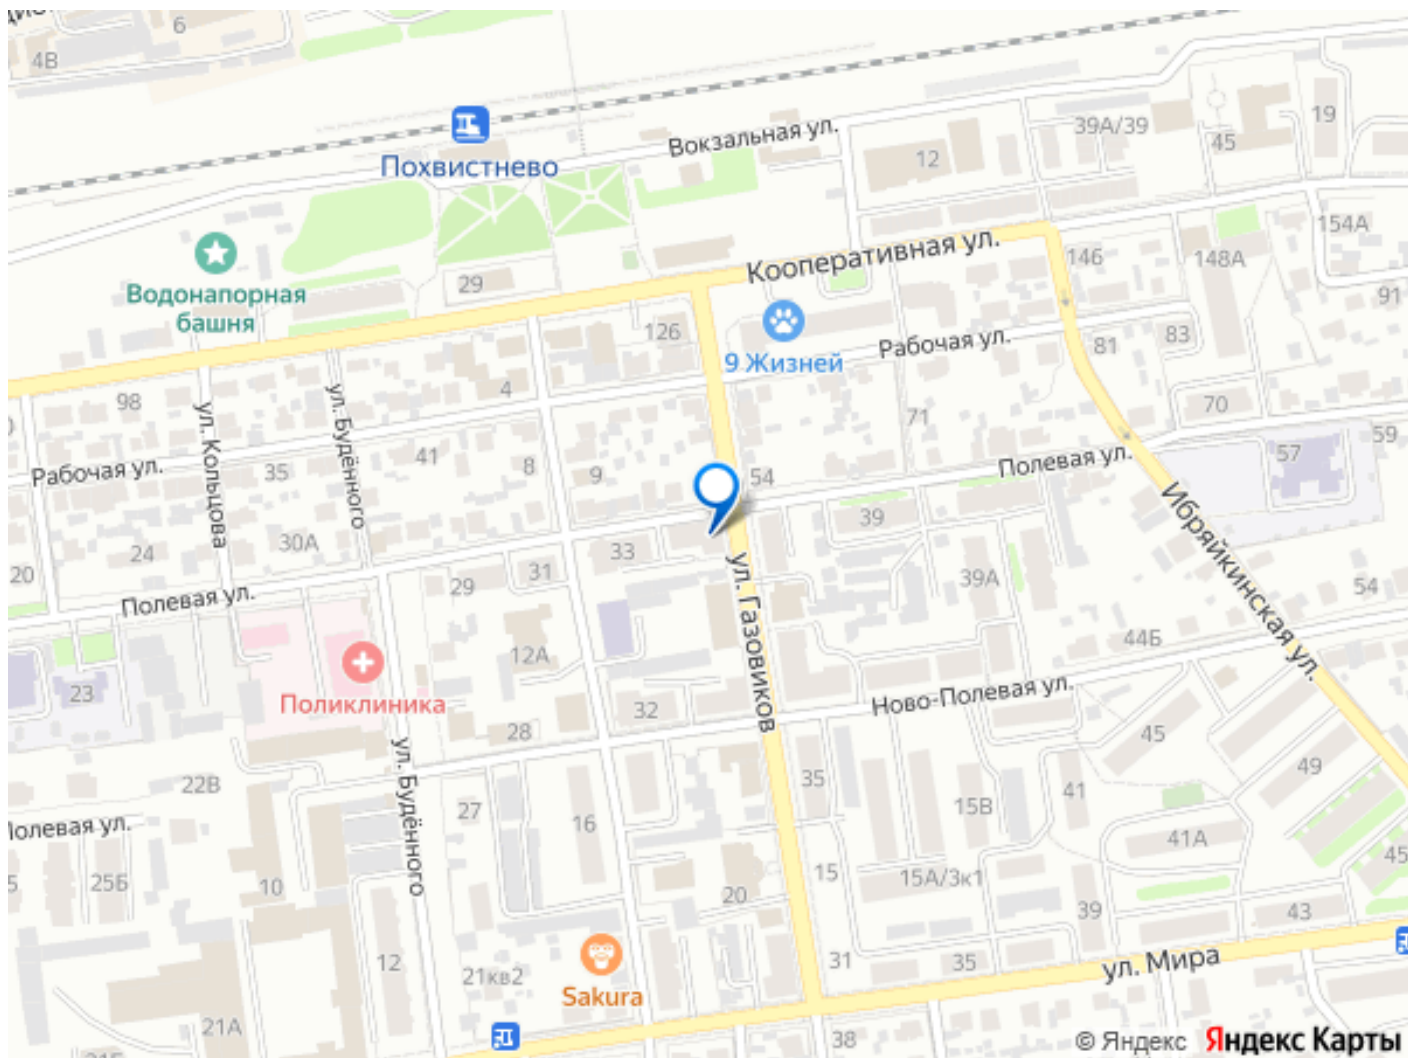 6
4В
Похвистнево
Вокзальная ул.
39А/39
19
45
12
154А
Водонапорная
башня
29
Кооперативная ул.
146
148А
91
126
9 Жизней
Рабочая ул.
81
83
98
ул. Кольцова
ул. Будённого
4
71
70
59
Рабочая ул.
35
41
8
9
54
Полевая ул.
57
24
30А
39
Ибряйкинская ул.
20
33
31
29
39А
54
Полевая ул.
ул. Газовиков
12А
44Б
23
Поликлиника
32
Ново-Полевая ул.
28
45
49
22В
ул. Будённого
27
16
35
15В
41
41А
45
Полевая ул.
25Б
10
20
15
15А/3к1
39
43
12
21кв2
Sakura
31
35
ул. Мира
21А
38
© Яндекс Яндекс Карты